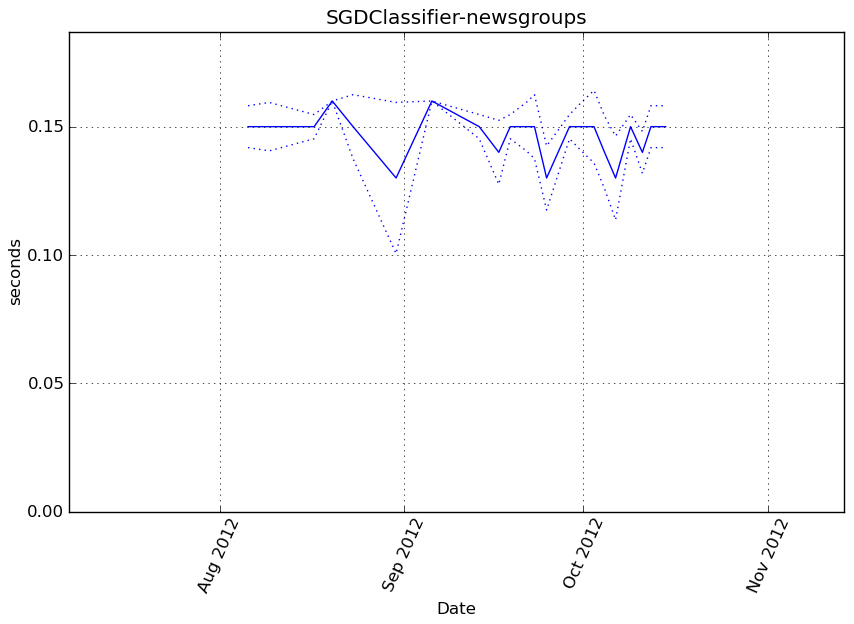 SGDClassifier-newsgroups
0.15
0.10
0.05
0.00
seconds
Aug 2012
Sep 2012
Oct 2012
Nov 2012
Date